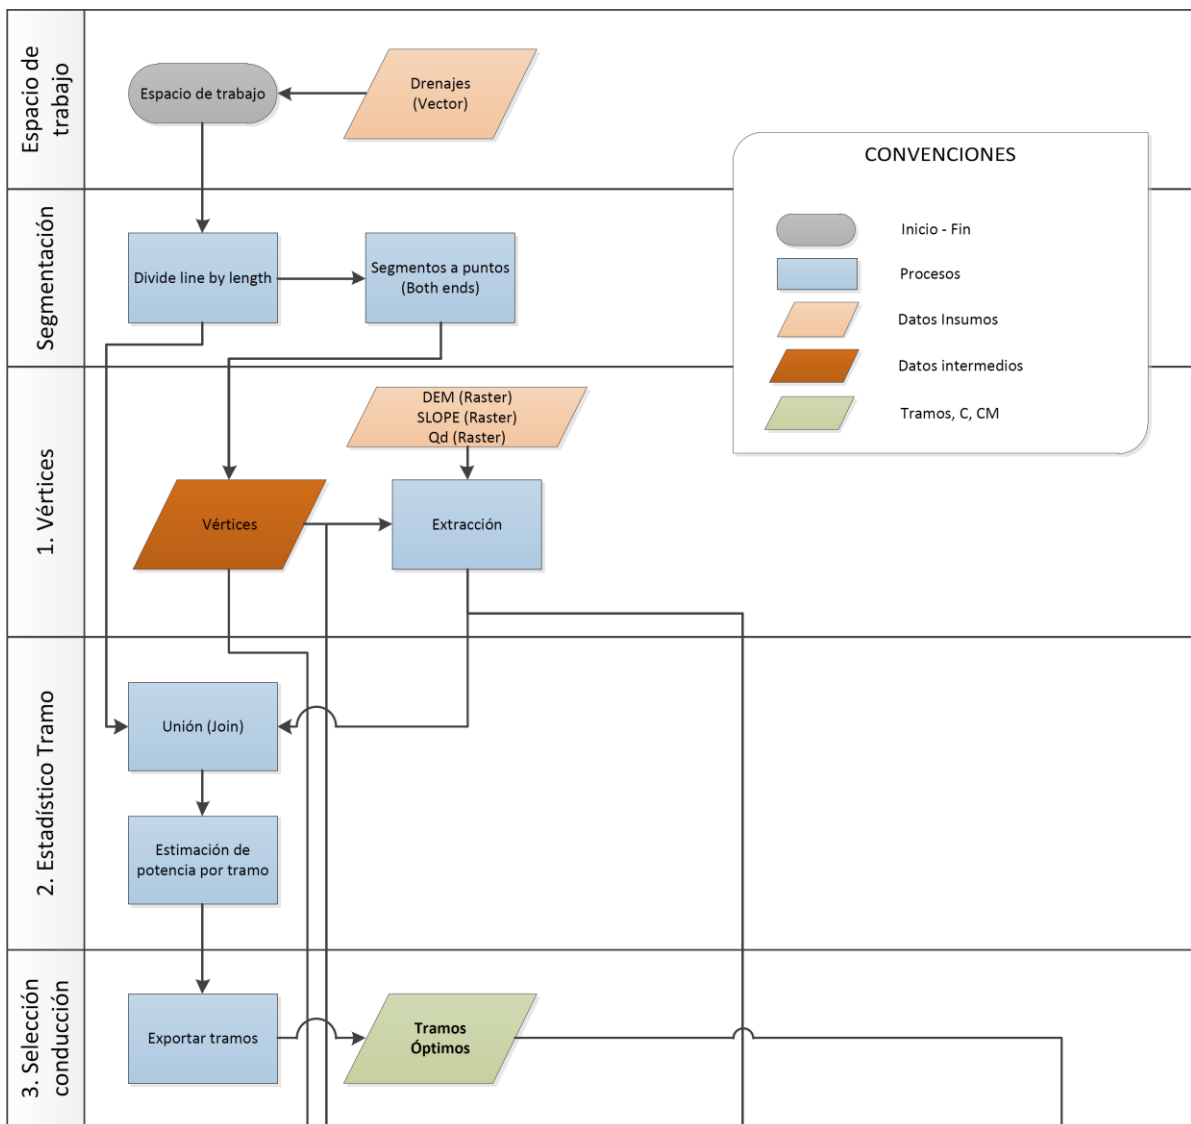 Espacio de
trabajo
Espacio de trabajo
Drenajes
(Vector)
CONVENCIONES
Inicio - Fin
Procesos
Datos Insumos
Datos intermedios
Tramos, C, CM
Segmentación
Divide line by length
Segmentos a puntos
(Both ends)
1. Vértices
DEM (Raster)
SLOPE (Raster)
Qd (Raster)
Vértices
Extracción
2. Estadístico Tramo
Unión (Join)
Estimación de
potencia por tramo
3. Selección
conducción
Exportar tramos
Tramos
Óptimos